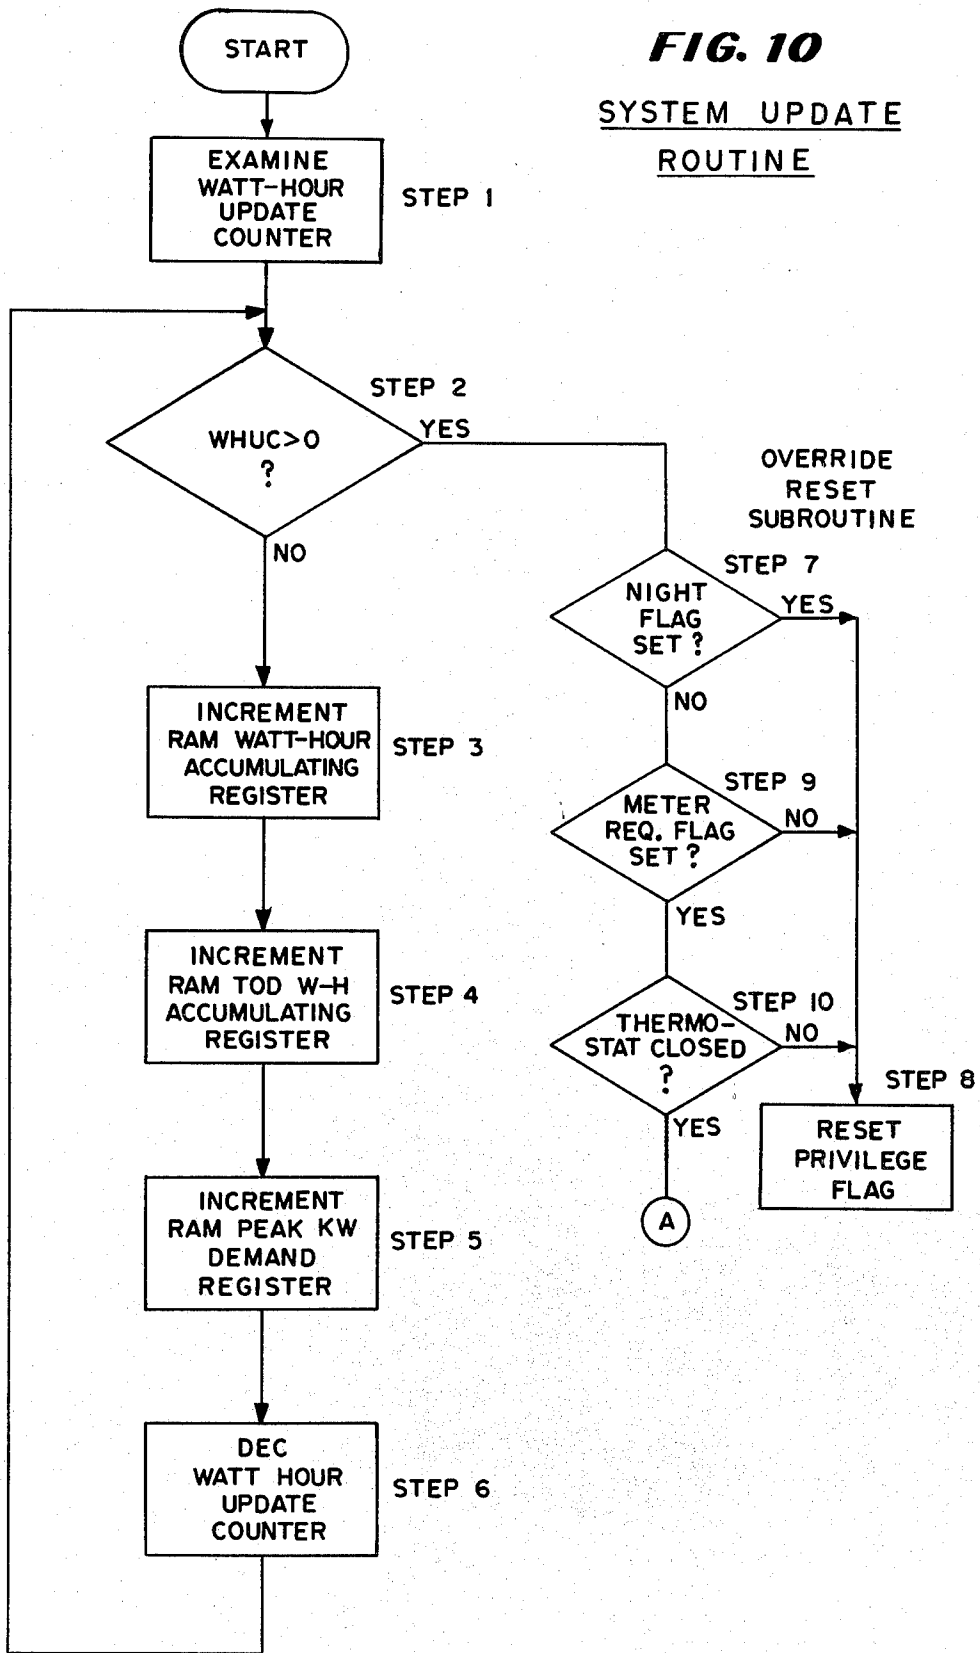 FIG. 10
SYSTEM UPDATE
ROUTINE
START
EXAMINE
WATT-HOUR
UPDATE
COUNTER
STEP 1
STEP 2
WHUC>0
?
YES
NO
INCREMENT
RAM WATT-HOUR
ACCUMULATING
REGISTER
STEP 3
INCREMENT
RAM TOD W-H
ACCUMULATING
REGISTER
STEP 4
INCREMENT
RAM PEAK KW
DEMAND
REGISTER
STEP 5
DEC
WATT HOUR
UPDATE
COUNTER
STEP 6
OVERRIDE
RESET
SUBROUTINE
STEP 7
NIGHT
FLAG
SET ?
YES
NO
STEP 9
METER
REQ. FLAG
SET ?
NO
YES
STEP 10
THERMO-
STAT CLOSED
?
NO
YES
A
STEP 8
RESET
PRIVILEGE
FLAG